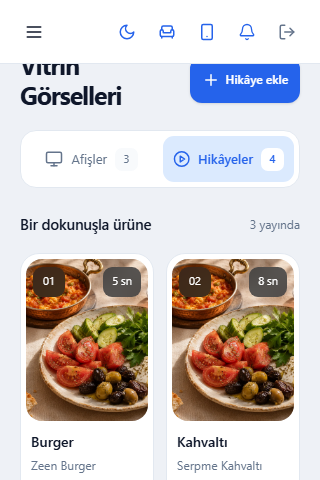 Vitrin
Görselleri
Hikâye ekle
Afişler 3
Hikâyeler 4
Bir dokunuşla ürüne
3 yayında
01
5 sn
02
8 sn
Burger
Zeen Burger
Kahvaltı
Serpme Kahvaltı